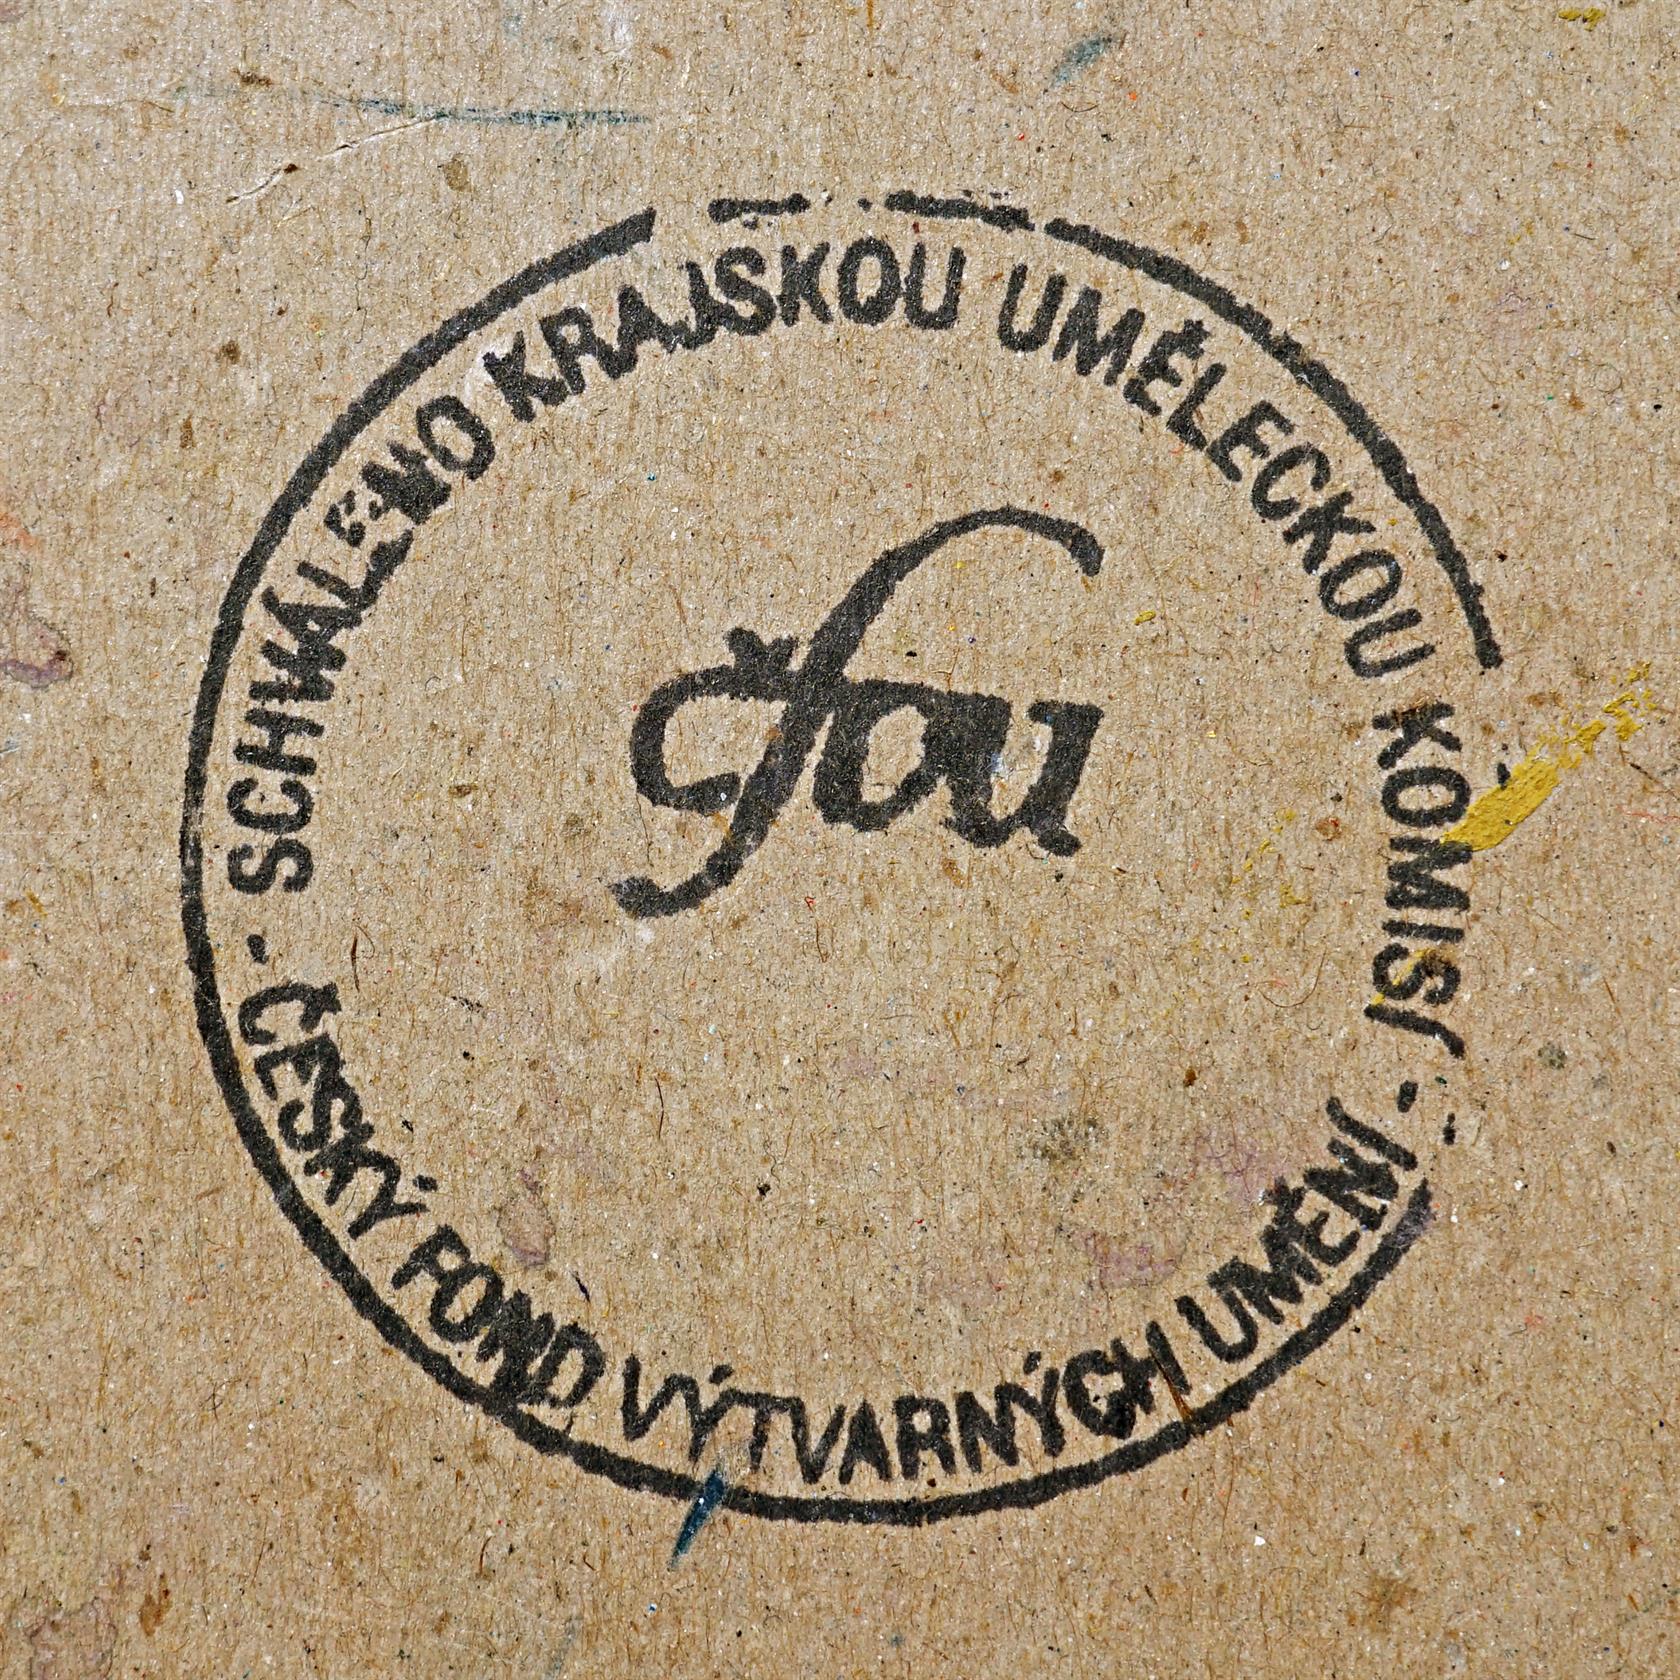 SCHVÁLENO KRAJSKOU UMĚLECKOU KOMISÍ -
čfvu
ČESKÝ FOND VÝTVARNÝCH UMĚNÍ -